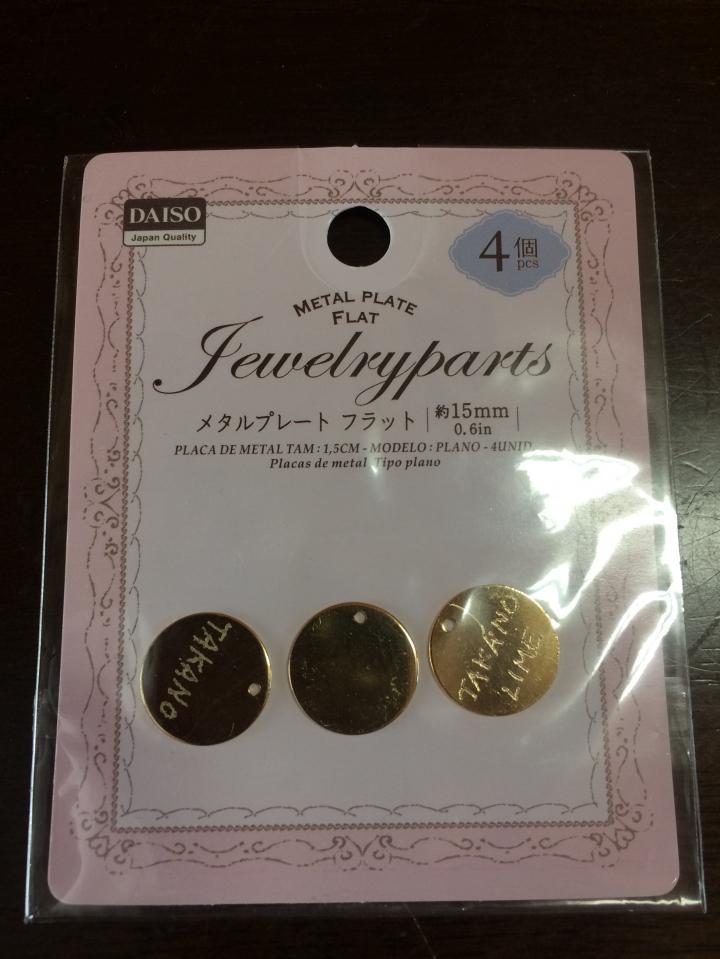 DAISO
Japan Quality
4個
pcs
METAL PLATE
FLAT
Jewelryparts
メタルプレート フラット
約15mm
0.6in
PLACA DE METAL TAM : 1,5CM - MODELO : PLANO - 4UNID
Placas de metal Tipo plano
TAKANO
TAKANO
LIME